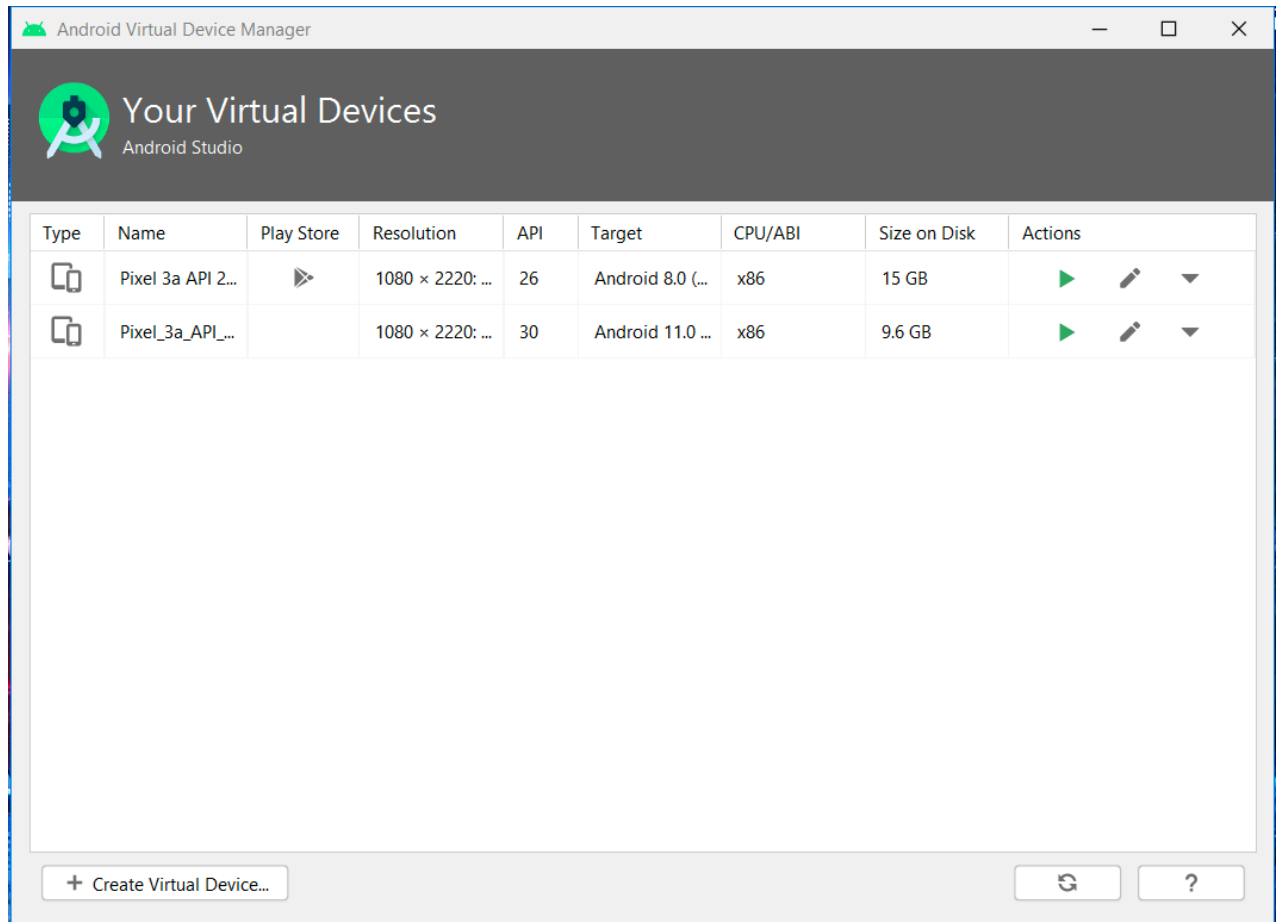 Android Virtual Device Manager
Your Virtual Devices
Android Studio
Type Name Play Store Resolution API Target CPU/ABI Size on Disk Actions
Pixel 3a API 2... 1080 × 2220: ... 26 Android 8.0 (... x86 15 GB
Pixel_3a_API_... 1080 × 2220: ... 30 Android 11.0 ... x86 9.6 GB
+ Create Virtual Device... ?